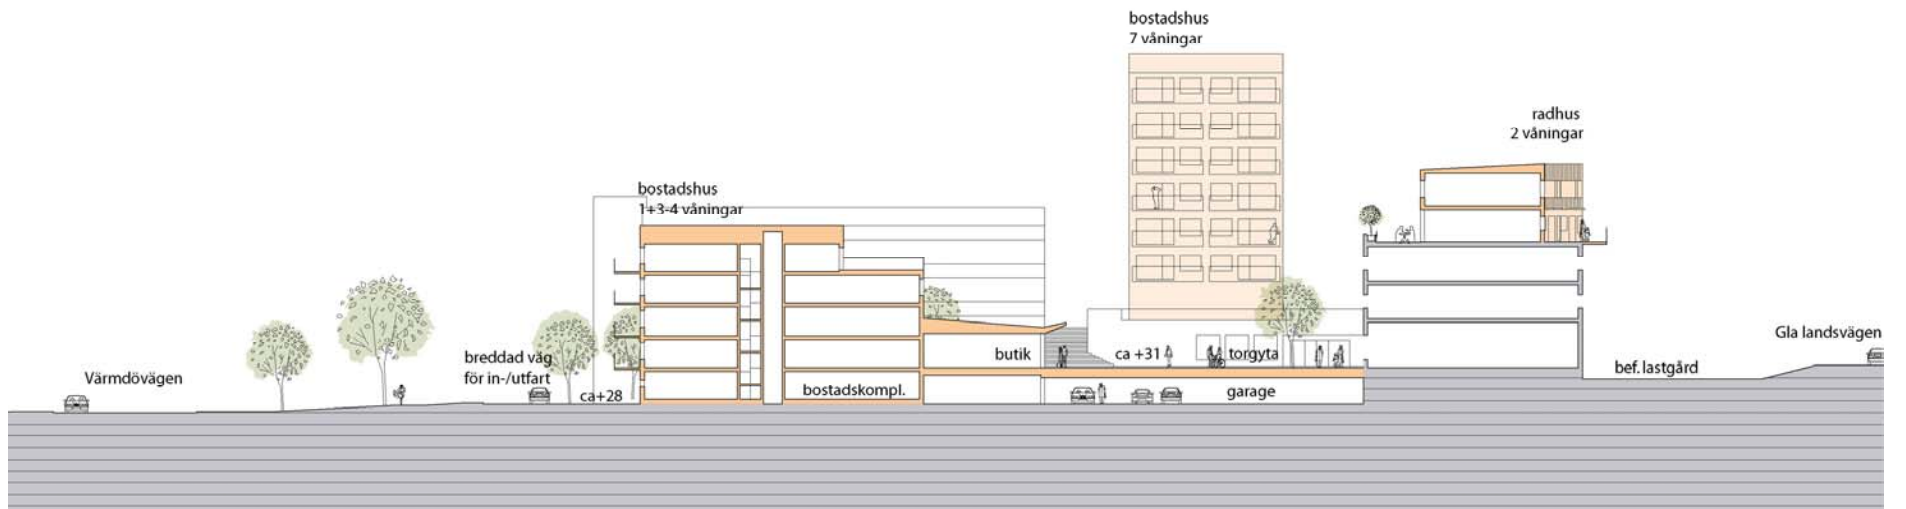 bostadshus
7 våningar
radhus
2 våningar
bostadshus
1+3-4 våningar
Värmdövägen
breddad väg
för in-/utfart
ca+28
bostadskompl.
butik
ca +31
torgyta
garage
bef. lastgård
Gla landsvägen